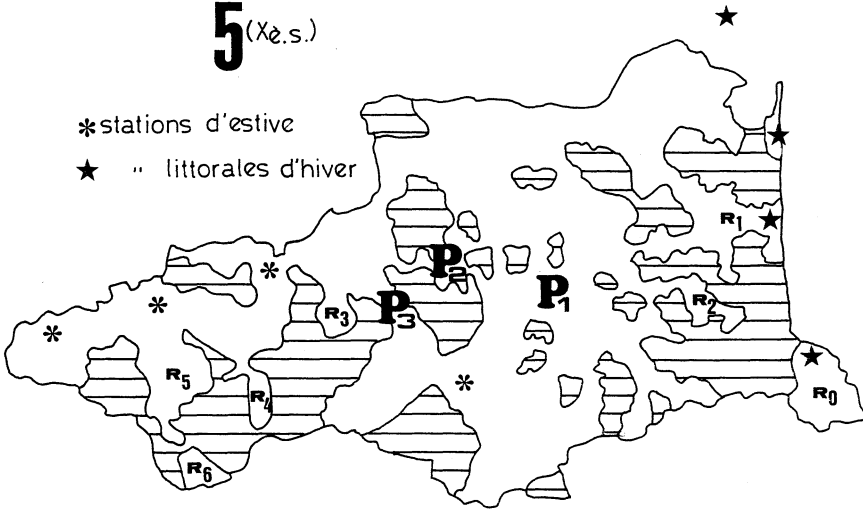 5 (Xè.s.)
* stations d'estive
★ " littorales d'hiver
R1
P2
P1
R2
P3
R3
R5
R4
R0
R6